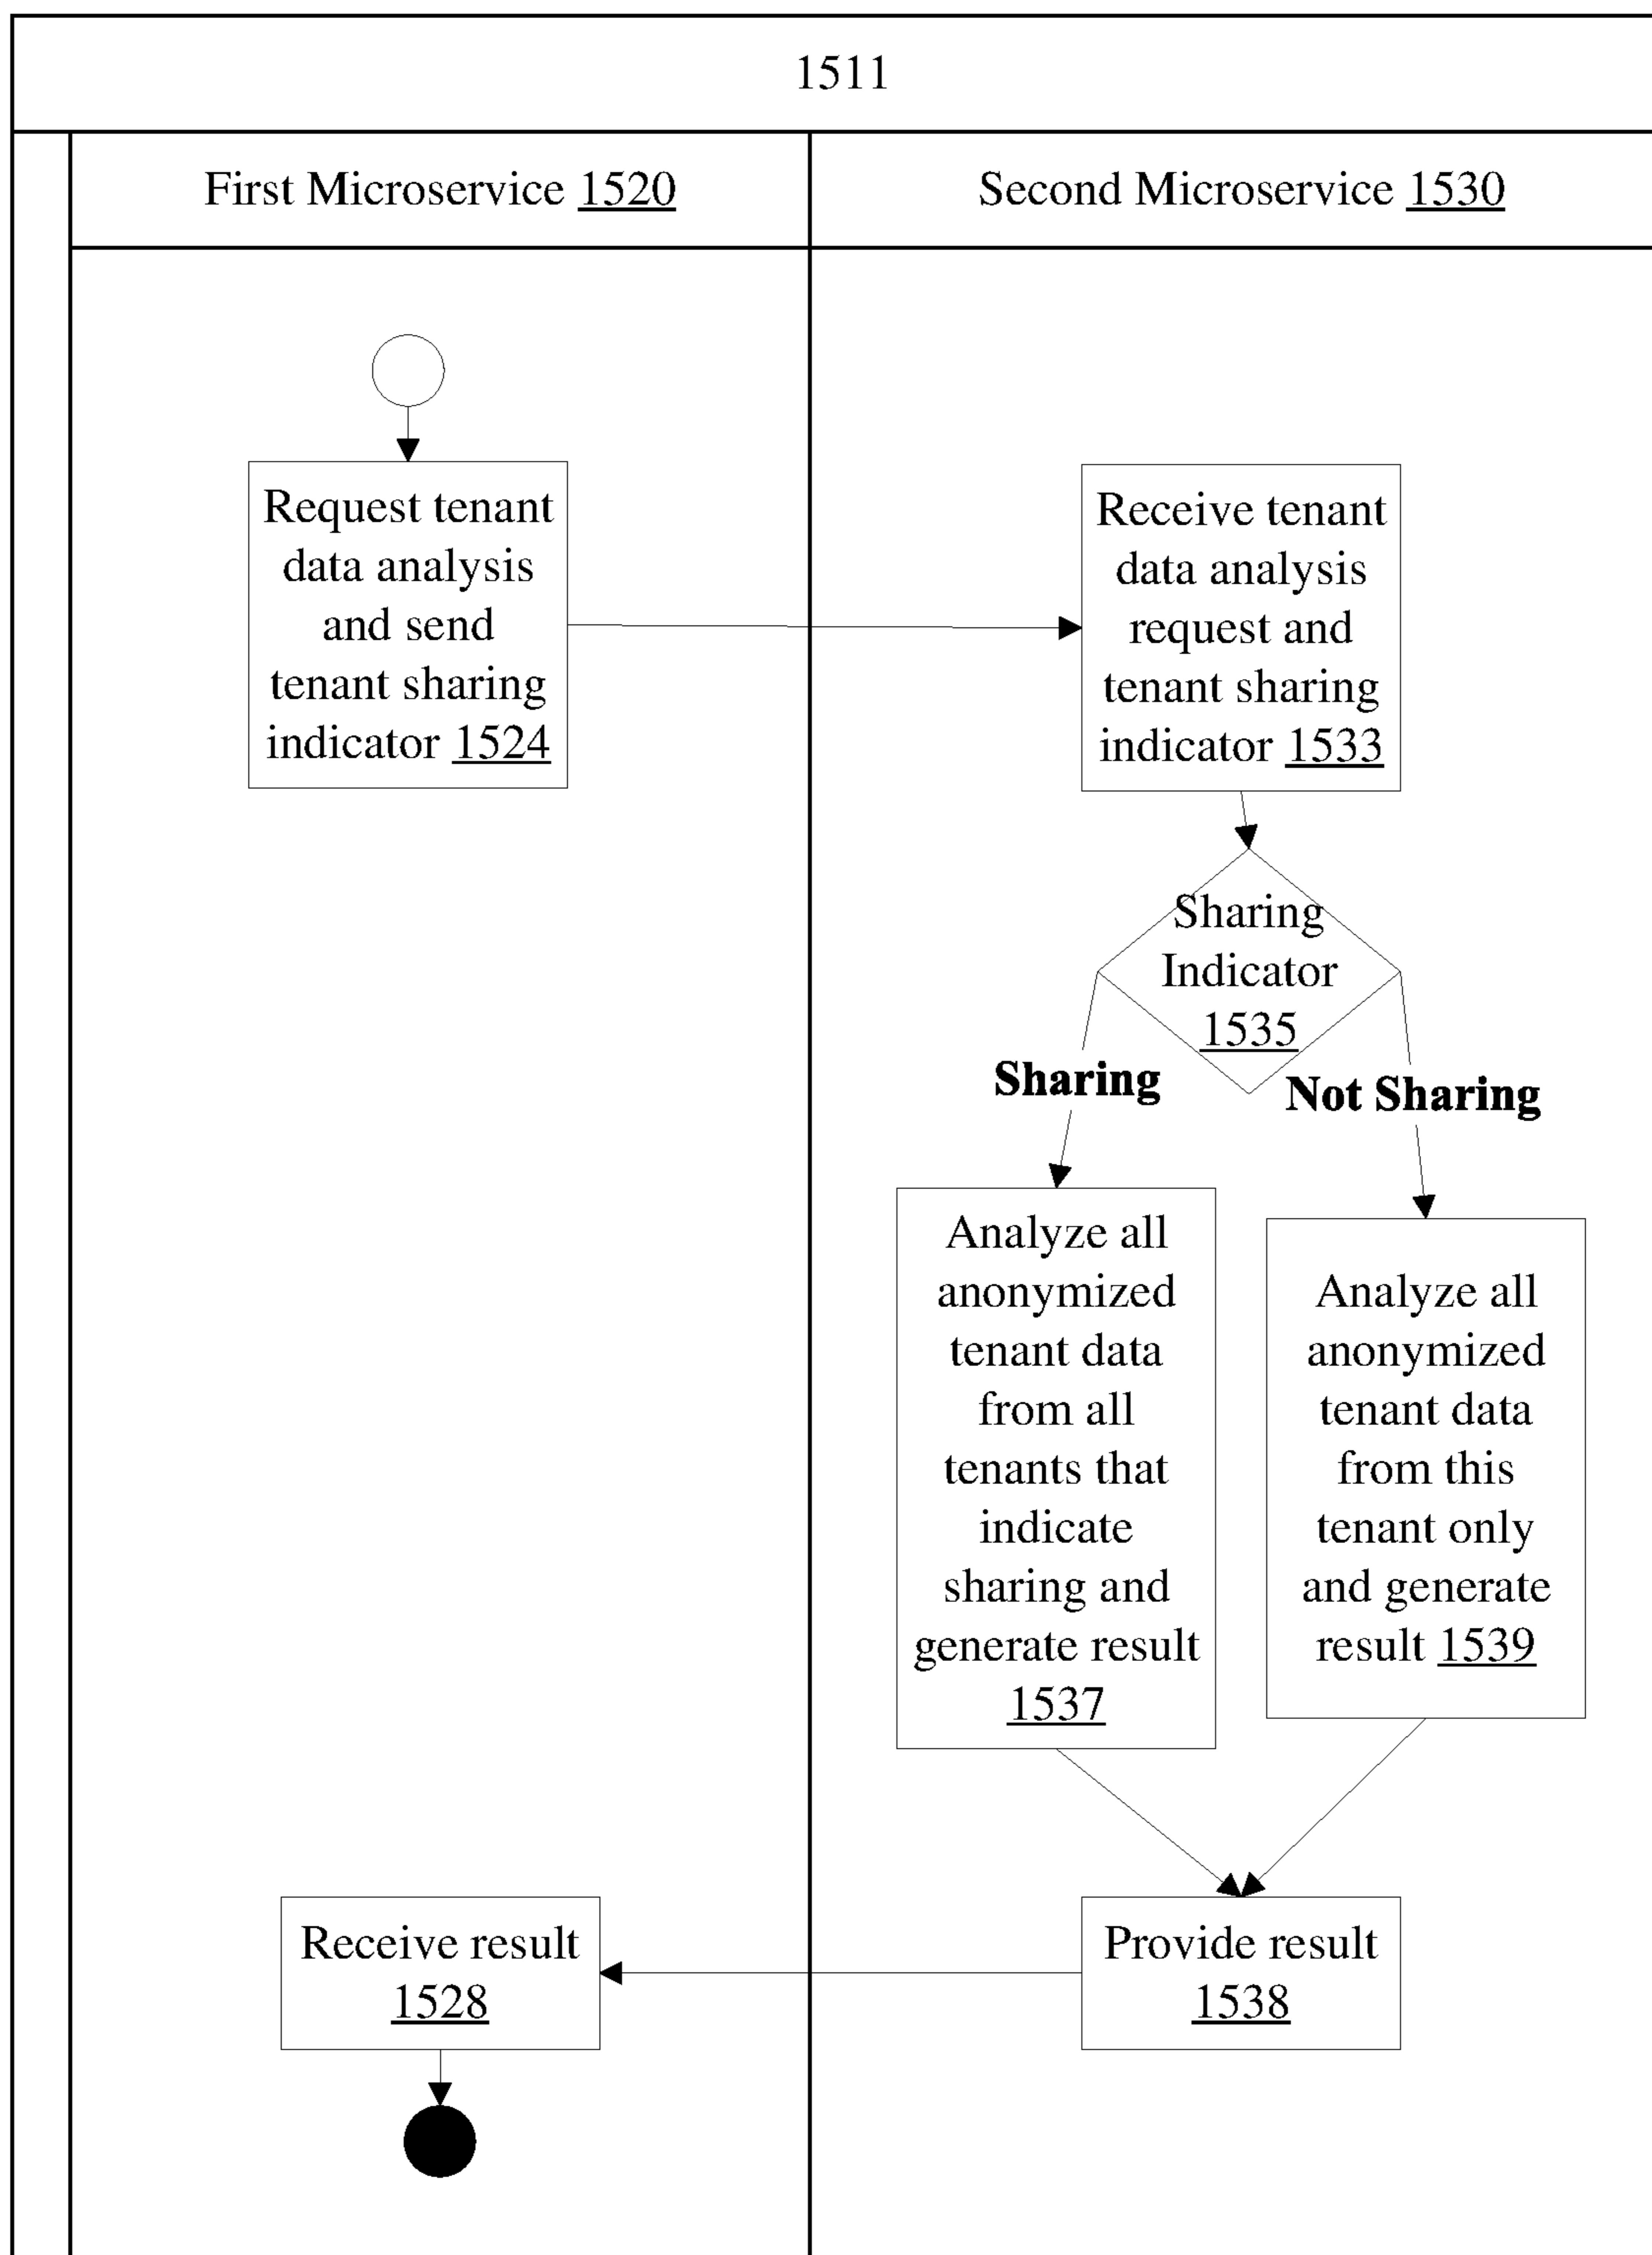 1511
First Microservice 1520
Second Microservice 1530
Request tenant
data analysis
and send
tenant sharing
indicator 1524
Receive tenant
data analysis
request and
tenant sharing
indicator 1533
Sharing
Indicator
1535
Sharing
Not Sharing
Analyze all
anonymized
tenant data
from all
tenants that
indicate
sharing and
generate result
1537
Analyze all
anonymized
tenant data
from this
tenant only
and generate
result 1539
Receive result
1528
Provide result
1538